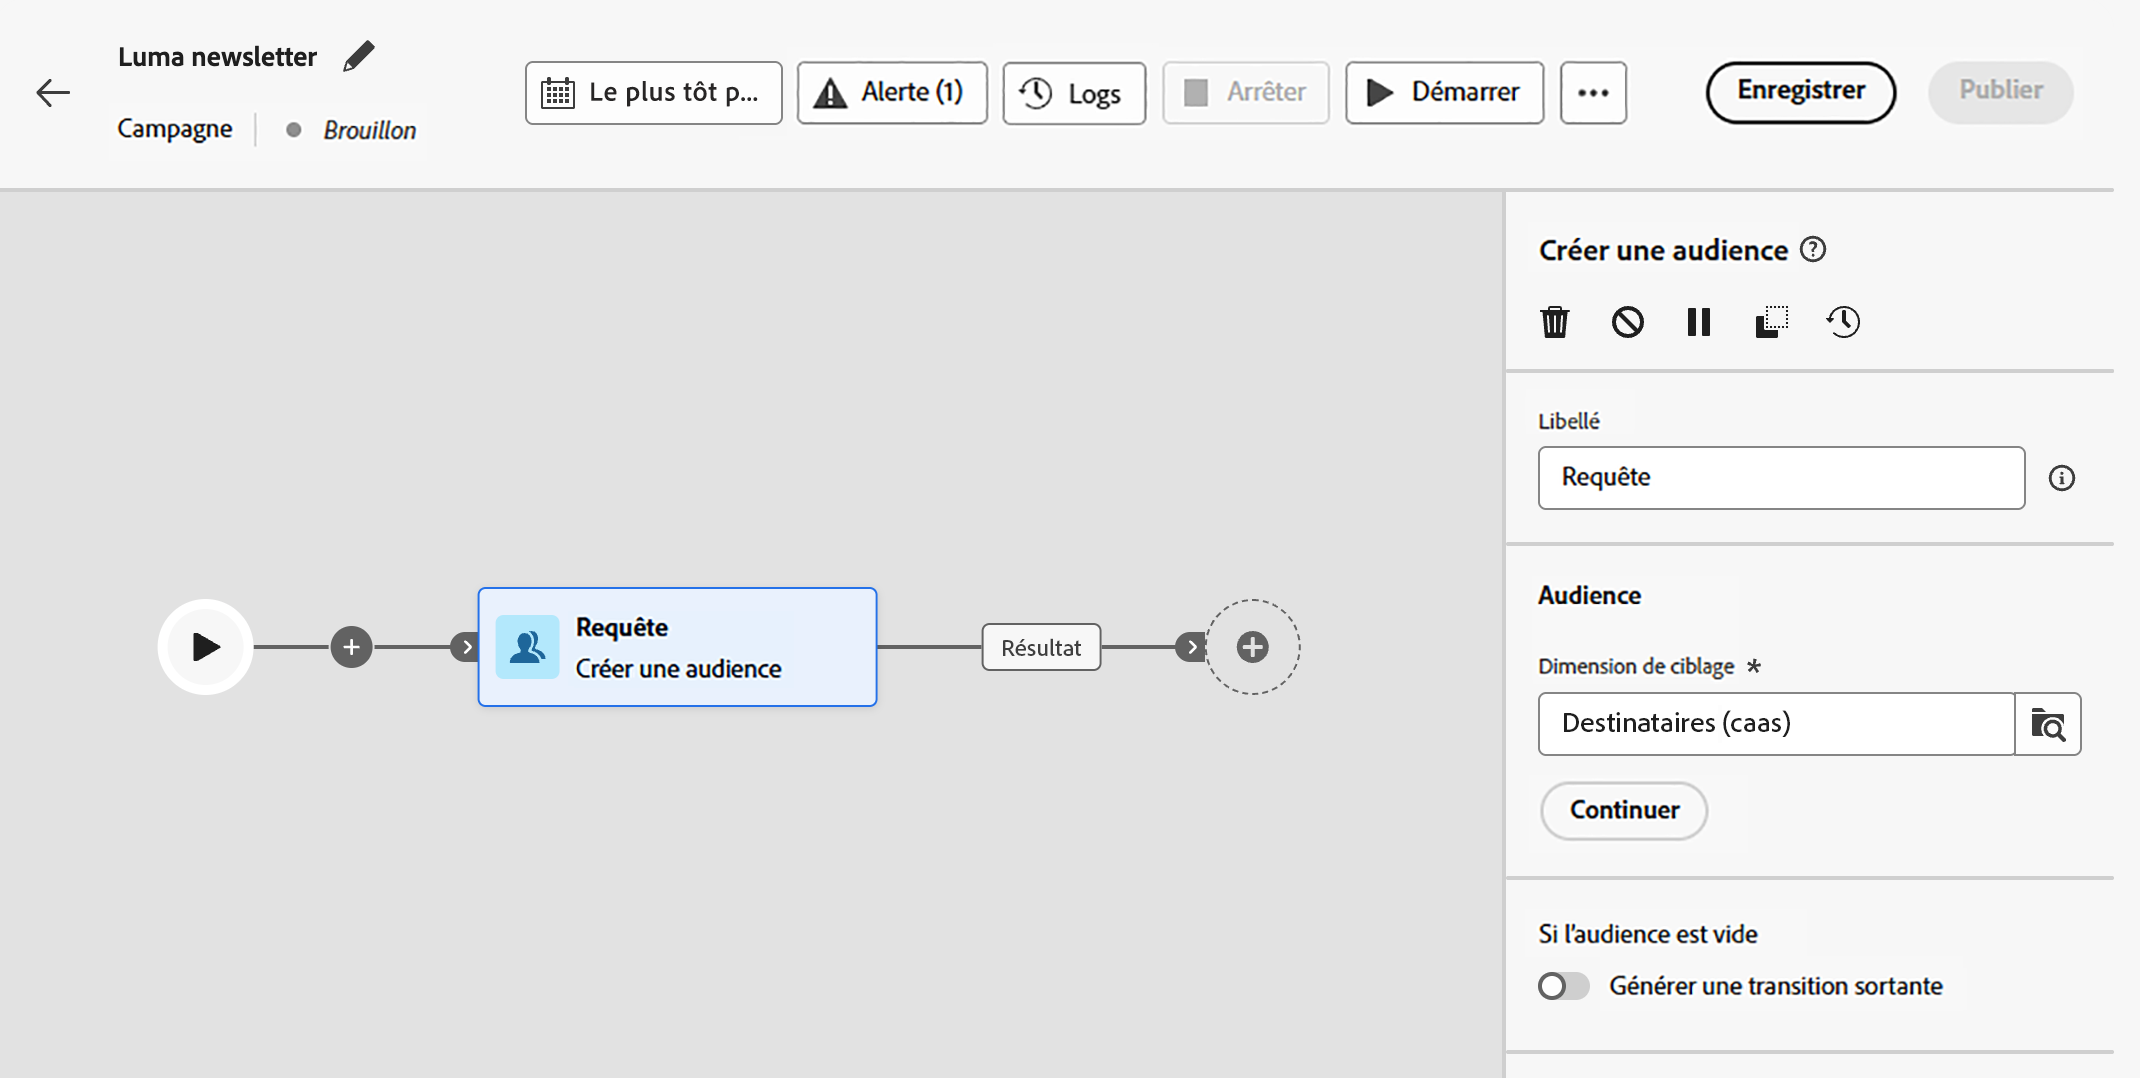 Luma newsletter
Campagne
Brouillon
Le plus tôt p...
Alerte (1)
Logs
Arrêter
Démarrer
Enregistrer
Publier
Requête
Créer une audience
Résultat
Créer une audience
Libellé
Requête
Audience
Dimension de ciblage *
Destinataires (caas)
Continuer
Si l'audience est vide
Générer une transition sortante